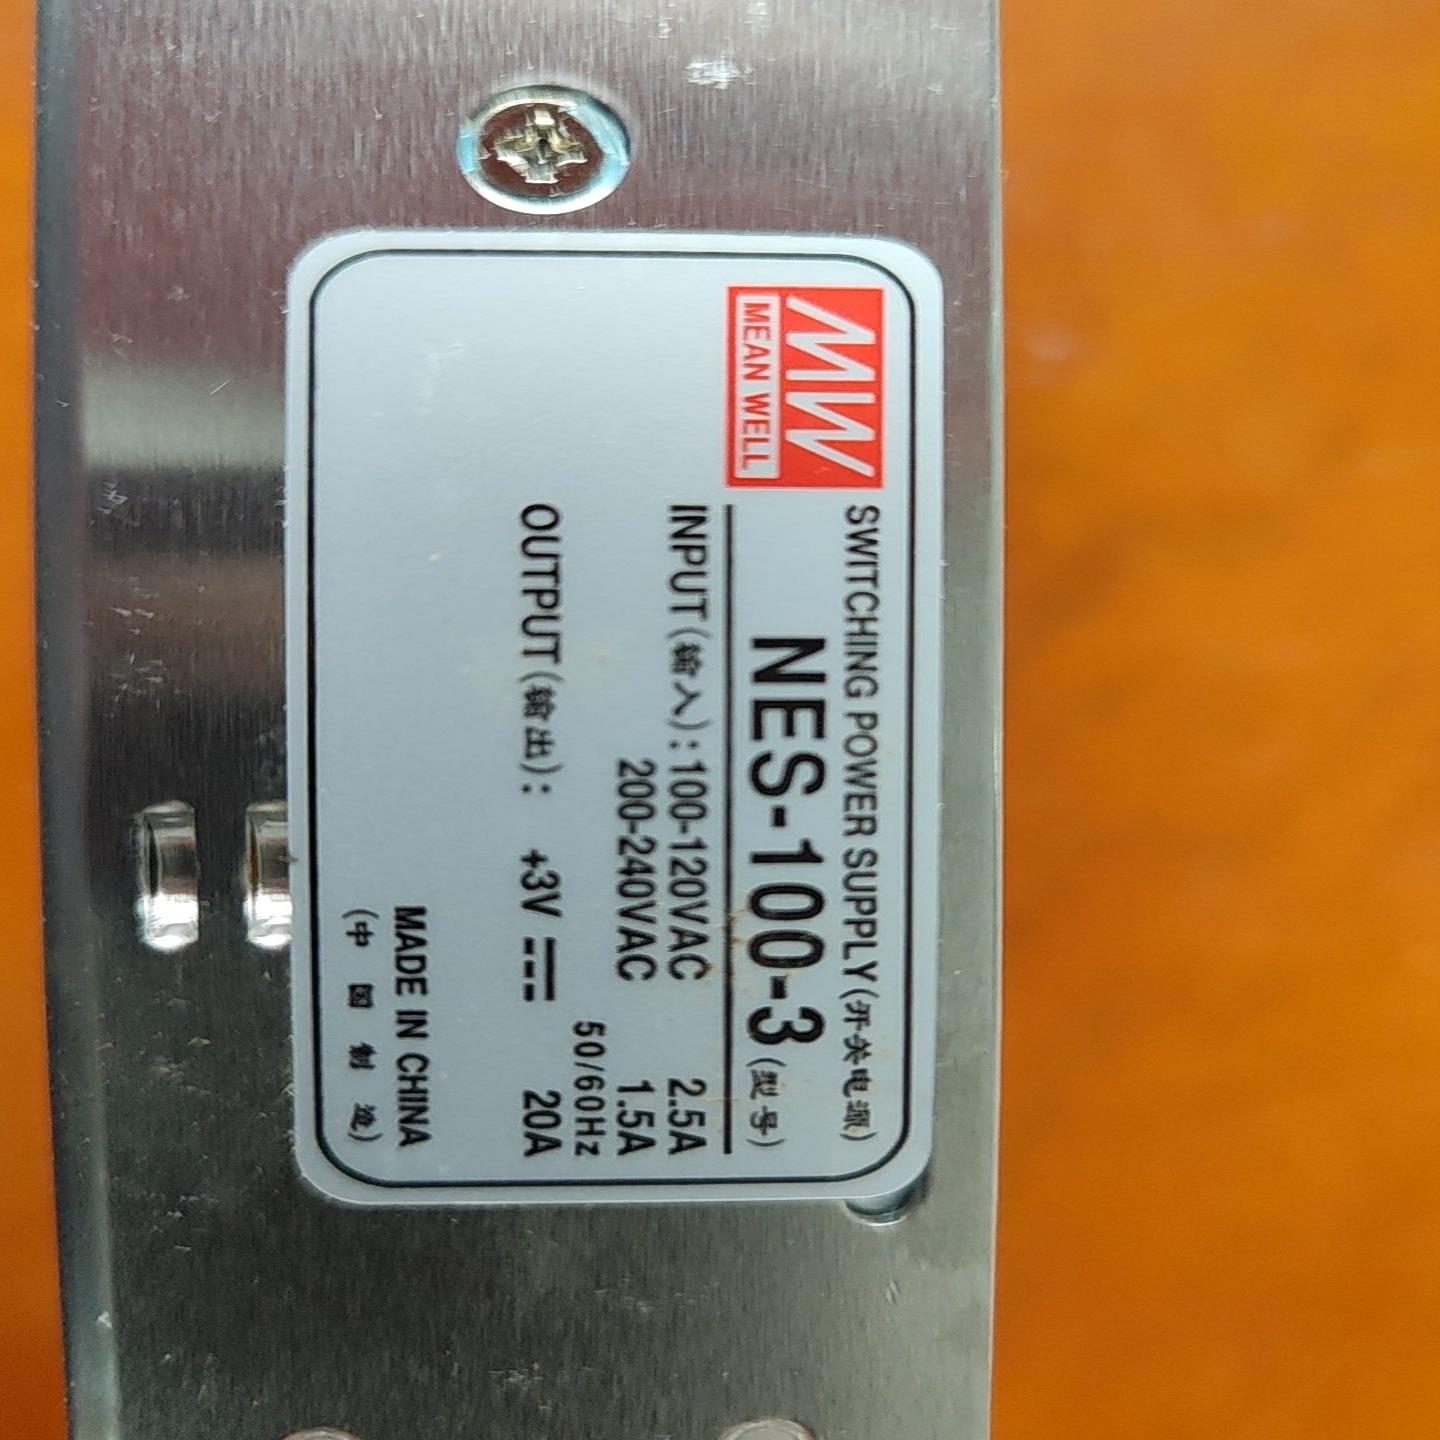 MW
MEAN WELL
SWITCHING POWER SUPPLY(开关电源)
NES-100-3(型号)
INPUT(输入):100-120VAC 2.5A
200-240VAC 1.5A
50/60Hz
OUTPUT(输出): +3V ⎓ 20A
MADE IN CHINA
(中国制造)